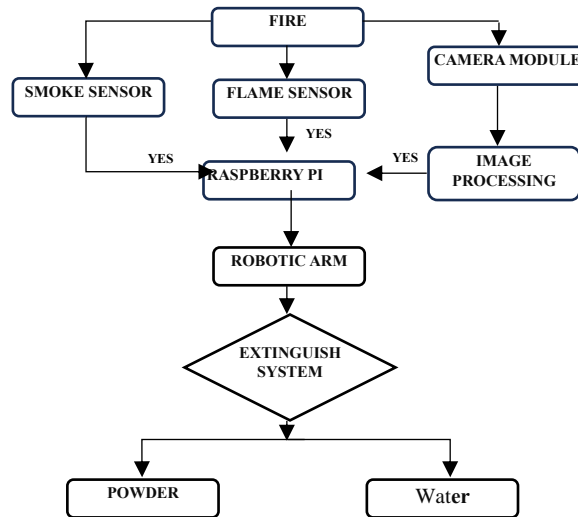 FIRE
SMOKE SENSOR
FLAME SENSOR
CAMERA MODULE
YES
YES
YES
RASPBERRY PI
IMAGE
PROCESSING
ROBOTIC ARM
EXTINGUISH
SYSTEM
POWDER
Water